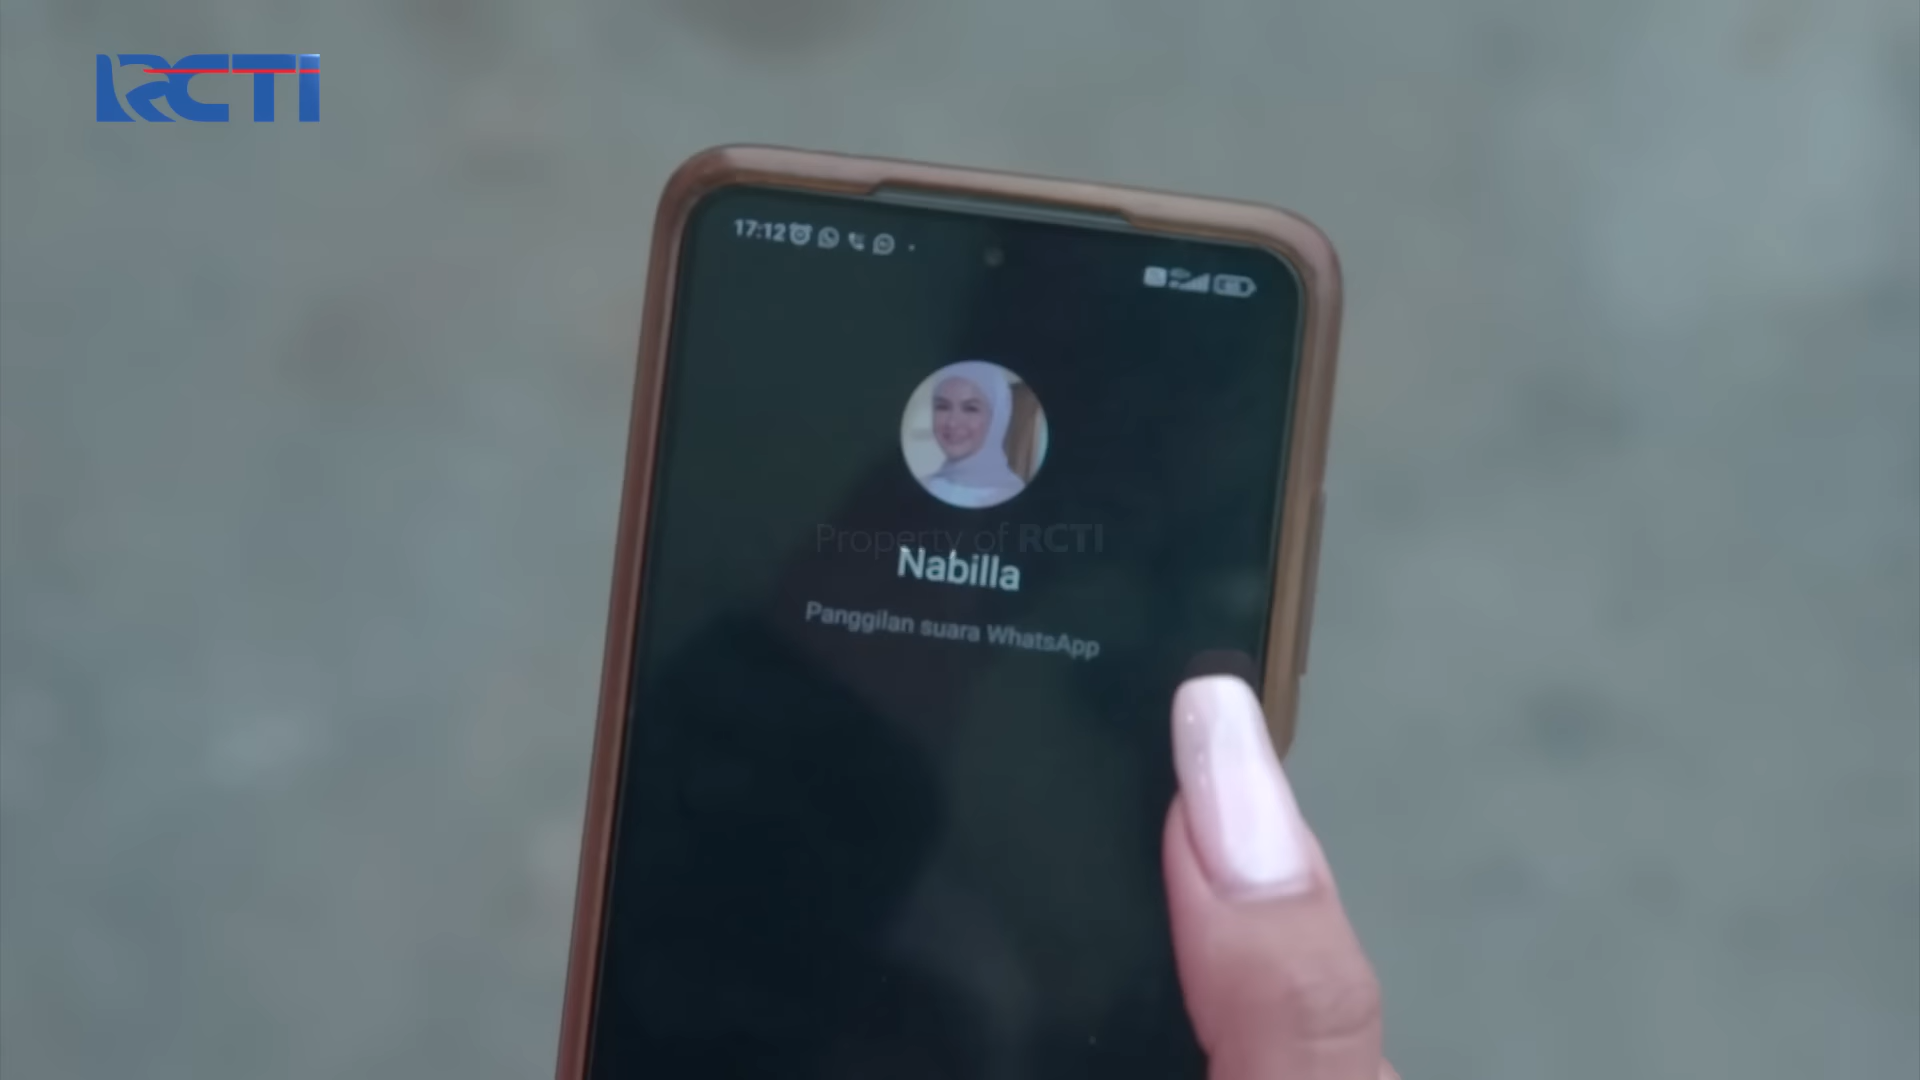 RCTI
17:12
Property of RCTI
Nabilla
Panggilan suara WhatsApp